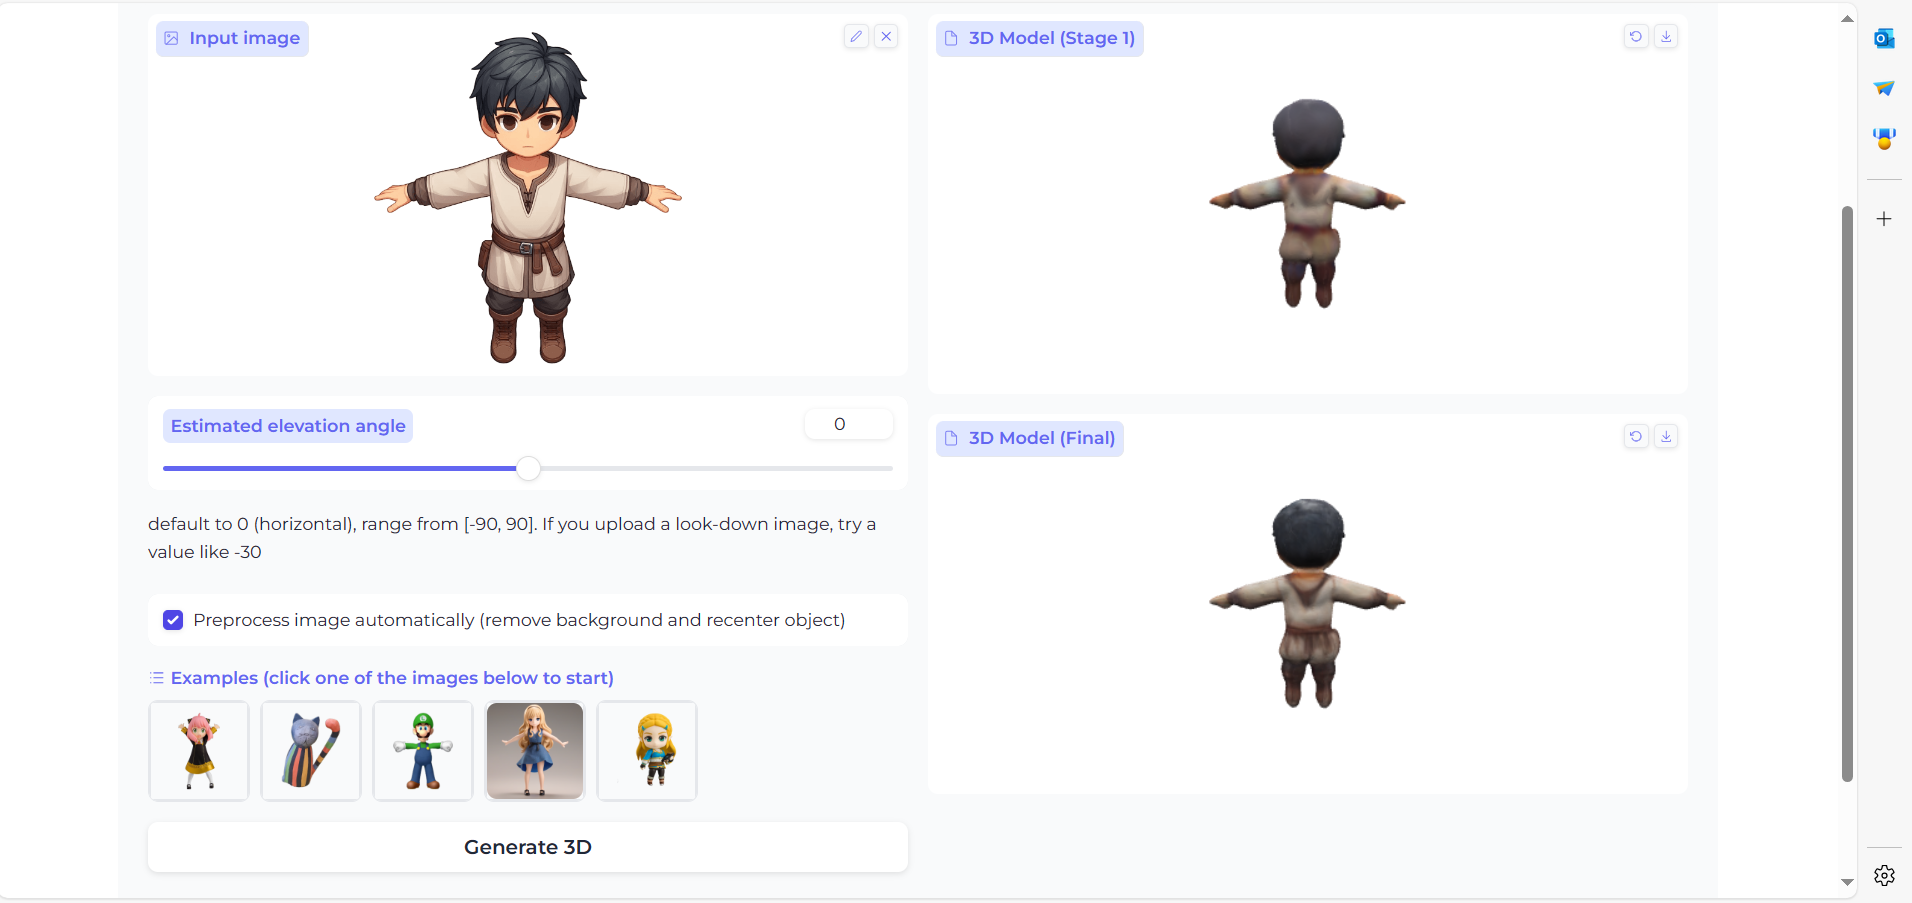 Input image
3D Model (Stage 1)
Estimated elevation angle
0
3D Model (Final)
default to 0 (horizontal), range from [-90, 90]. If you upload a look-down image, try a
value like -30
Preprocess image automatically (remove background and recenter object)
Examples (click one of the images below to start)
Generate 3D